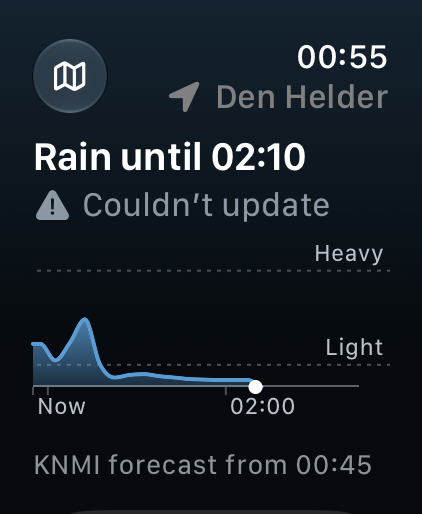 00:55
Den Helder
Rain until 02:10
Couldn’t update
Heavy
Light
Now 02:00
KNMI forecast from 00:45